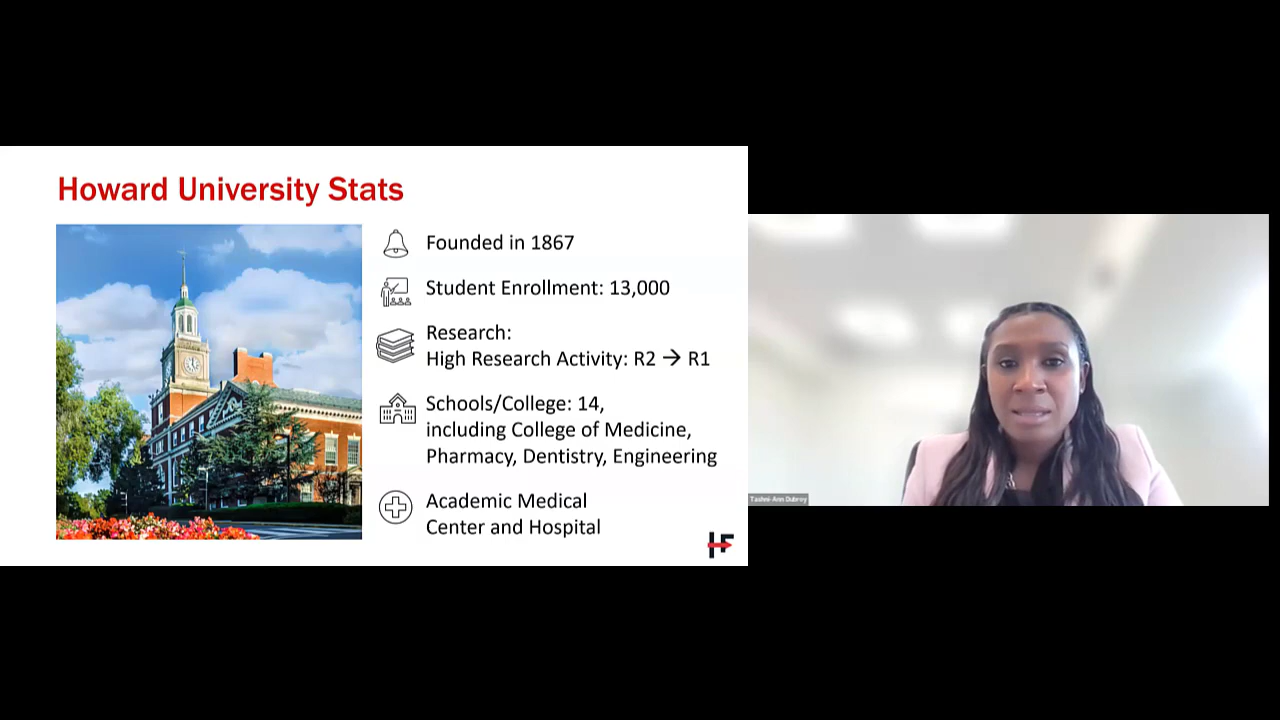 Howard University Stats
Founded in 1867
Student Enrollment: 13,000
Research:
High Research Activity: R2 → R1
Schools/College: 14,
including College of Medicine,
Pharmacy, Dentistry, Engineering
Academic Medical
Center and Hospital
HF
Tashni-Ann Dubroy